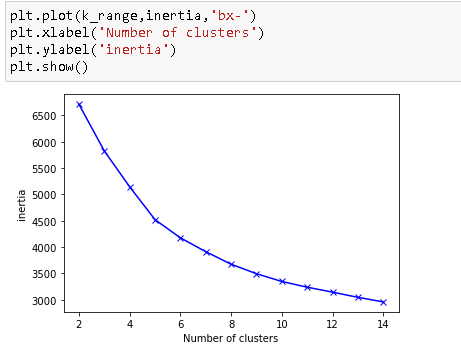 plt.plot(k_range,inertia,'bx-')
plt.xlabel('Number of clusters')
plt.ylabel('inertia')
plt.show()
6500
6000
5500
5000
4500
4000
3500
3000
inertia
2 4 6 8 10 12 14
Number of clusters